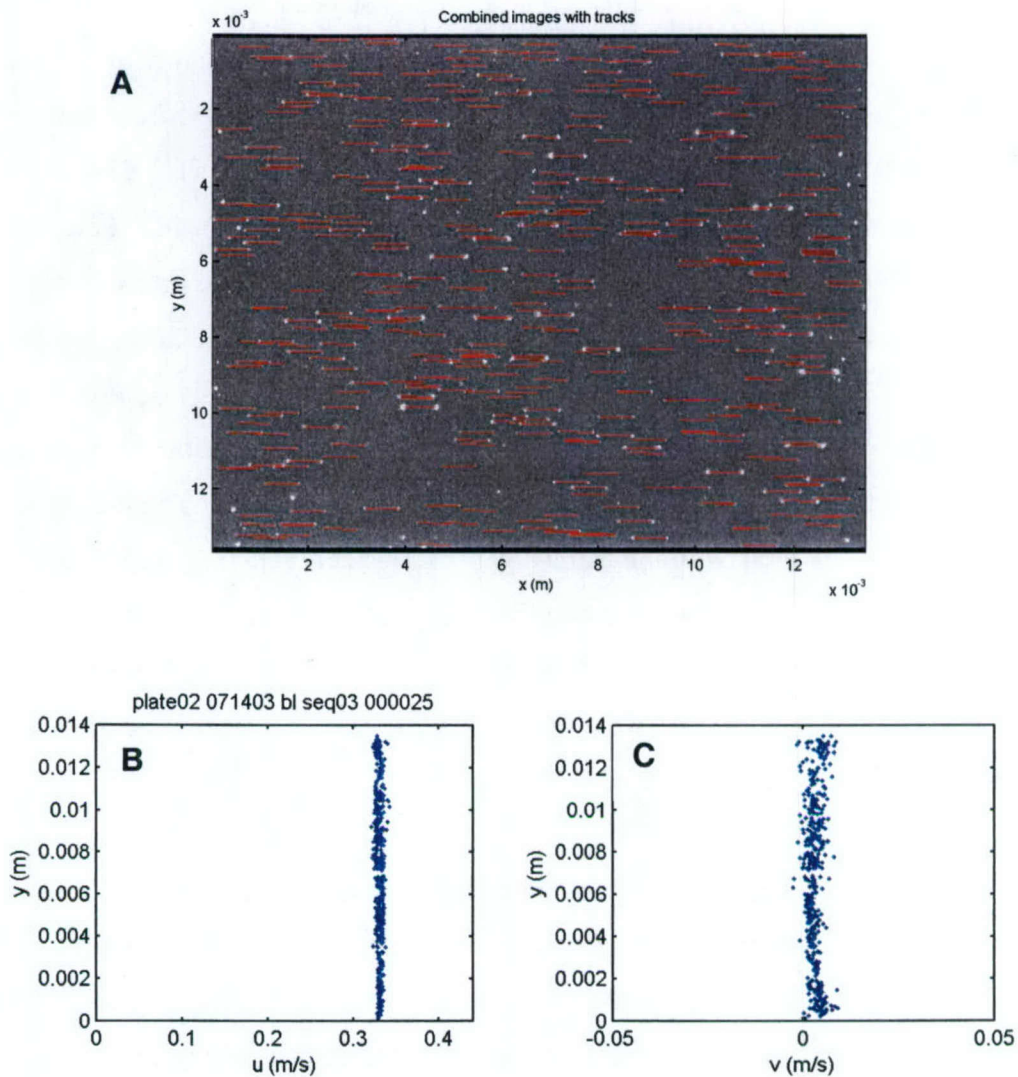 Combined images with tracks
x 10-3
A
2
4
6
8
10
12
y (m)
2 4 6 8 10 12
x (m)
x 10-3
plate02 071403 bl seq03 000025
B
0.014
0.012
0.01
0.008
0.006
0.004
0.002
0
y (m)
0 0.1 0.2 0.3 0.4
u (m/s)
C
0.014
0.012
0.01
0.008
0.006
0.004
0.002
0
y (m)
-0.05 0 0.05
v (m/s)